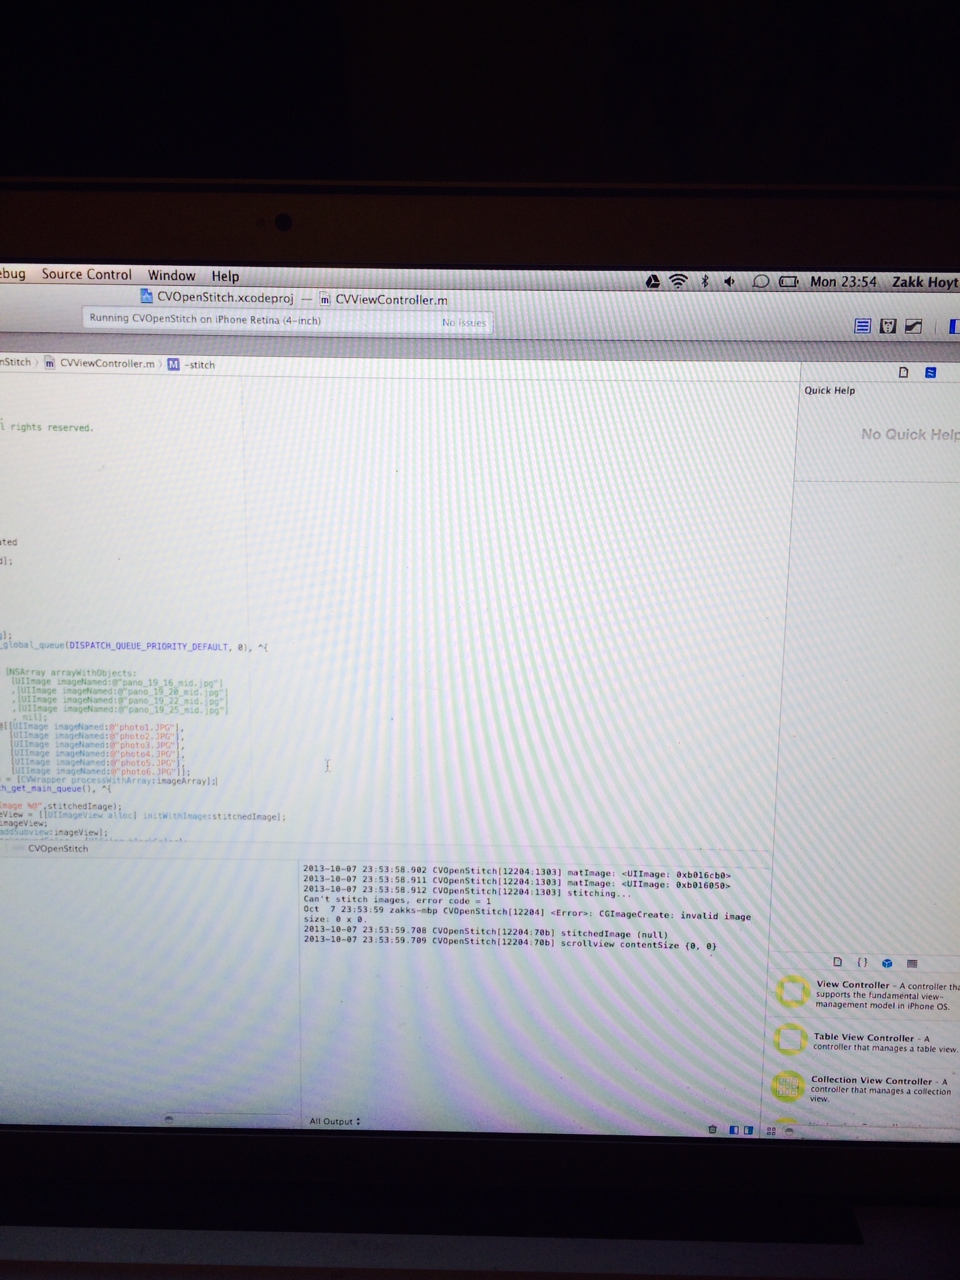 ebug Source Control Window Help Mon 23:54 Zakk Hoyt
CVOpenStitch.xcodeproj — CVViewController.m
Running CVOpenStitch on iPhone Retina (4-inch) No issues
nStitch CVViewController.m M -stitch
Quick Help
No Quick Help
l rights reserved.
ated
d];
g];
_global_queue(DISPATCH_QUEUE_PRIORITY_DEFAULT, 0), ^{
[NSArray arrayWithObjects:
[UIImage imageNamed:@"pano_19_16_mid.jpg"]
,[UIImage imageNamed:@"pano_19_20_mid.jpg"]
,[UIImage imageNamed:@"pano_19_22_mid.jpg"]
,[UIImage imageNamed:@"pano_19_25_mid.jpg"]
, nil];
@[[UIImage imageNamed:@"photo1.JPG"],
[UIImage imageNamed:@"photo2.JPG"],
[UIImage imageNamed:@"photo3.JPG"],
[UIImage imageNamed:@"photo4.JPG"],
[UIImage imageNamed:@"photo5.JPG"],
[UIImage imageNamed:@"photo6.JPG"]];
= [CVWrapper processWithArray:imageArray];
h_get_main_queue(), ^{
Image %@",stitchedImage);
eView = [[UIImageView alloc] initWithImage:stitchedImage];
imageView;
addSubview:imageView];
CVOpenStitch
2013-10-07 23:53:58.902 CVOpenStitch[12204:1303] matImage: <UIImage: 0xb016cb0>
2013-10-07 23:53:58.911 CVOpenStitch[12204:1303] matImage: <UIImage: 0xb016050>
2013-10-07 23:53:58.912 CVOpenStitch[12204:1303] stitching...
Can't stitch images, error code = 1
Oct 7 23:53:59 zakks-mbp CVOpenStitch[12204] <Error>: CGImageCreate: invalid image
size: 0 x 0.
2013-10-07 23:53:59.708 CVOpenStitch[12204:70b] stitchedImage (null)
2013-10-07 23:53:59.709 CVOpenStitch[12204:70b] scrollview contentSize {0, 0}
{ }
View Controller - A controller tha
supports the fundamental view-
management model in iPhone OS.
Table View Controller - A
controller that manages a table view.
Collection View Controller - A
controller that manages a collection
view.
All Output